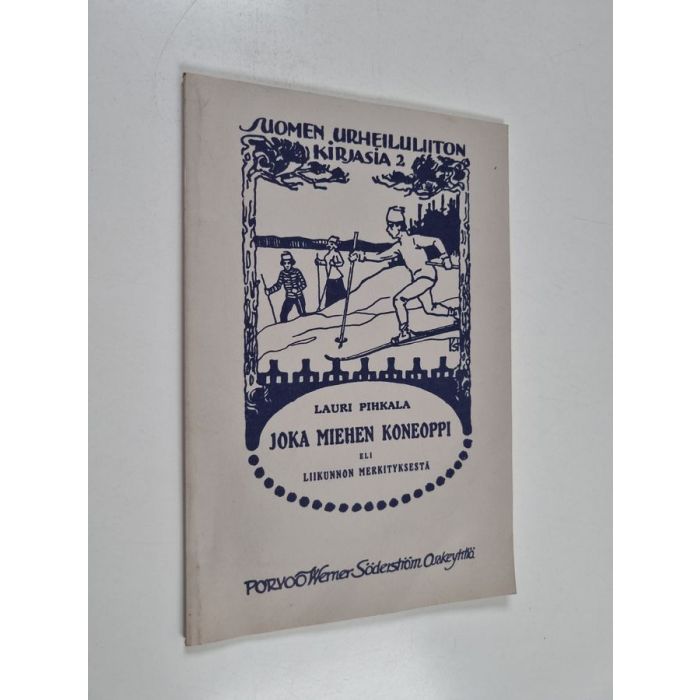 SUOMEN URHEILULIITON
KIRJASIA 2
LAURI PIHKALA
JOKA MIEHEN KONEOPPI
ELI
LIIKUNNON MERKITYKSESTÄ
PORVOO Werner Söderström Osakeyhtiö